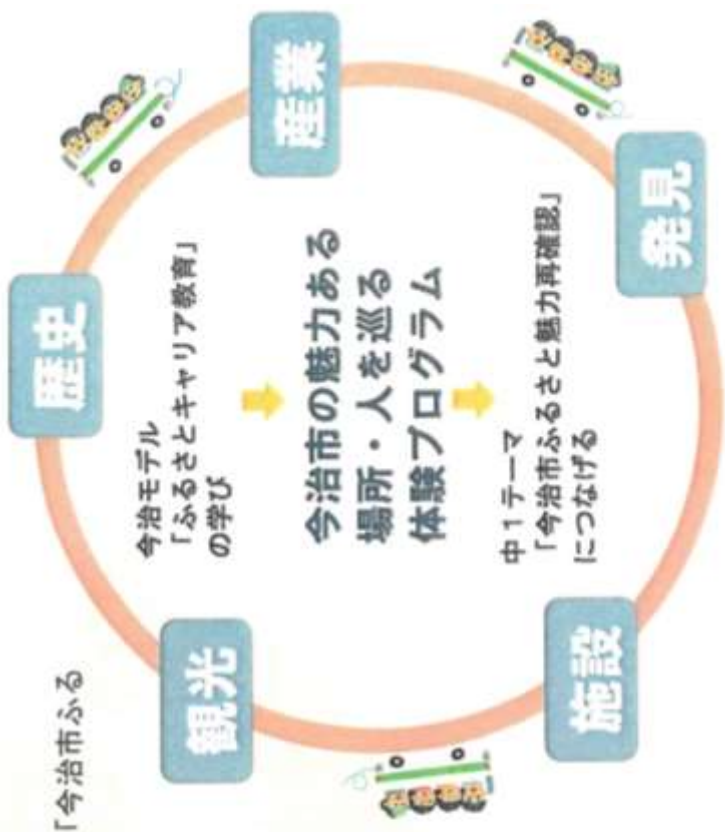 「今治市ふる
歴史
今治モデル
「ふるさとキャリア教育」
の学び
観光
産業
今治市の魅力ある
場所・人を巡る
体験プログラム
中1テーマ
「今治市ふるさと魅力再確認」
につなげる
施設
発見